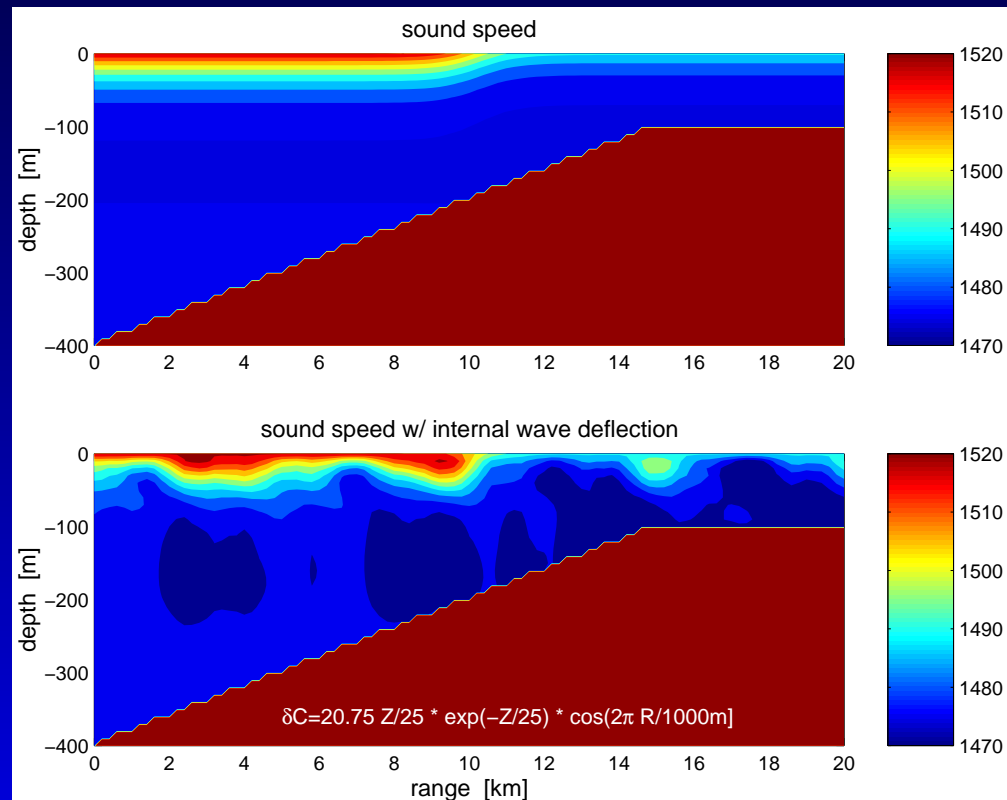 sound speed
0
−100
−200
−300
−400
depth [m]
0 2 4 6 8 10 12 14 16 18 20
1520
1510
1500
1490
1480
1470
sound speed w/ internal wave deflection
0
−100
−200
−300
−400
depth [m]
δC=20.75 Z/25 * exp(−Z/25) * cos(2π R/1000m]
0 2 4 6 8 10 12 14 16 18 20
range [km]
1520
1510
1500
1490
1480
1470